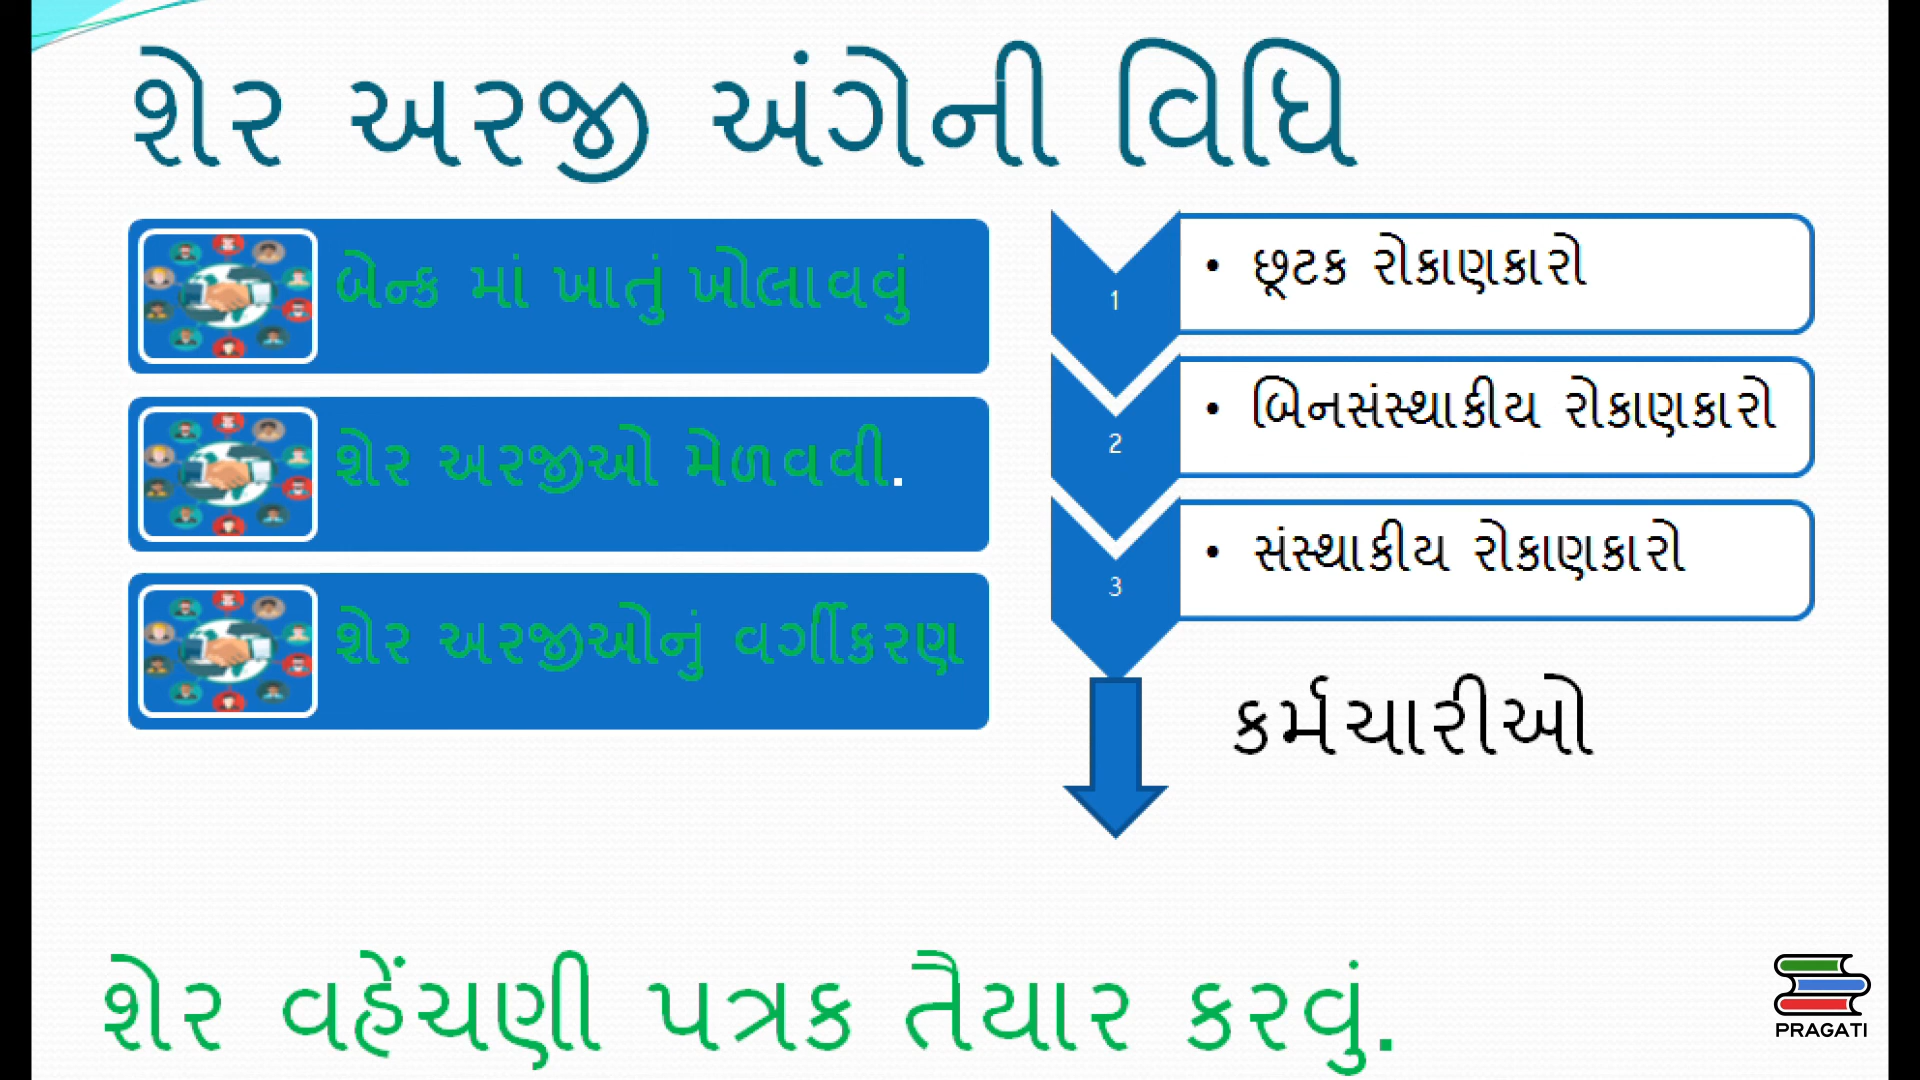 શેર અરજી અંગેની વિધિ
બેન્ક માં ખાતું ખોલાવવું
શેર અરજીઓ મેળવવી.
શેર અરજીઓનું વર્ગીકરણ
1
• છૂટક રોકાણકારો
2
• બિનસંસ્થાકીય રોકાણકારો
3
• સંસ્થાકીય રોકાણકારો
કર્મચારીઓ
શેર વહેંચણી પત્રક તૈયાર કરવું.
PRAGATI